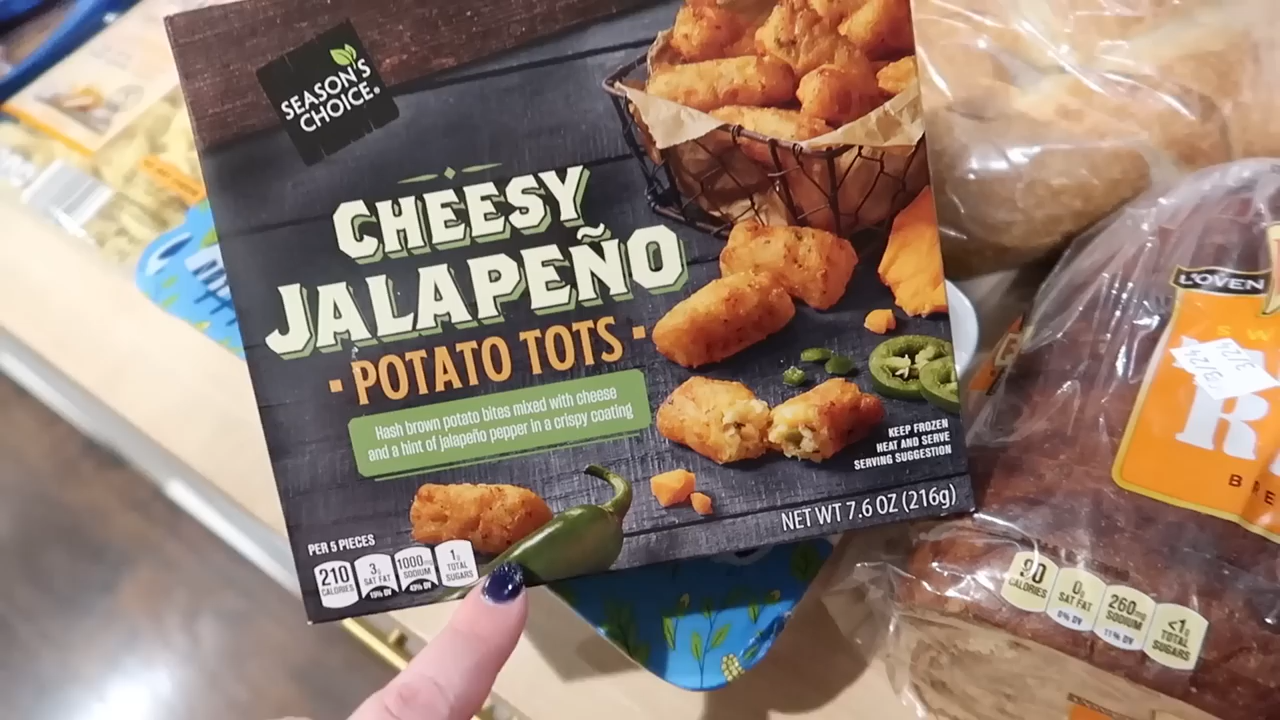 SEASON'S
CHOICE.
CHEESY
JALAPEÑO
POTATO TOTS
Hash brown potato bites mixed with cheese
and a hint of jalapeño pepper in a crispy coating
KEEP FROZEN
HEAT AND SERVE
SERVING SUGGESTION
NET WT 7.6 OZ (216g)
PER 5 PIECES
210
CALORIES
3g
SAT FAT
15% DV
1000mg
SODIUM
43% DV
1g
TOTAL
SUGARS
L'OVEN
90
CALORIES
0g
SAT FAT
0% DV
260mg
SODIUM
11% DV
<1g
TOTAL
SUGARS